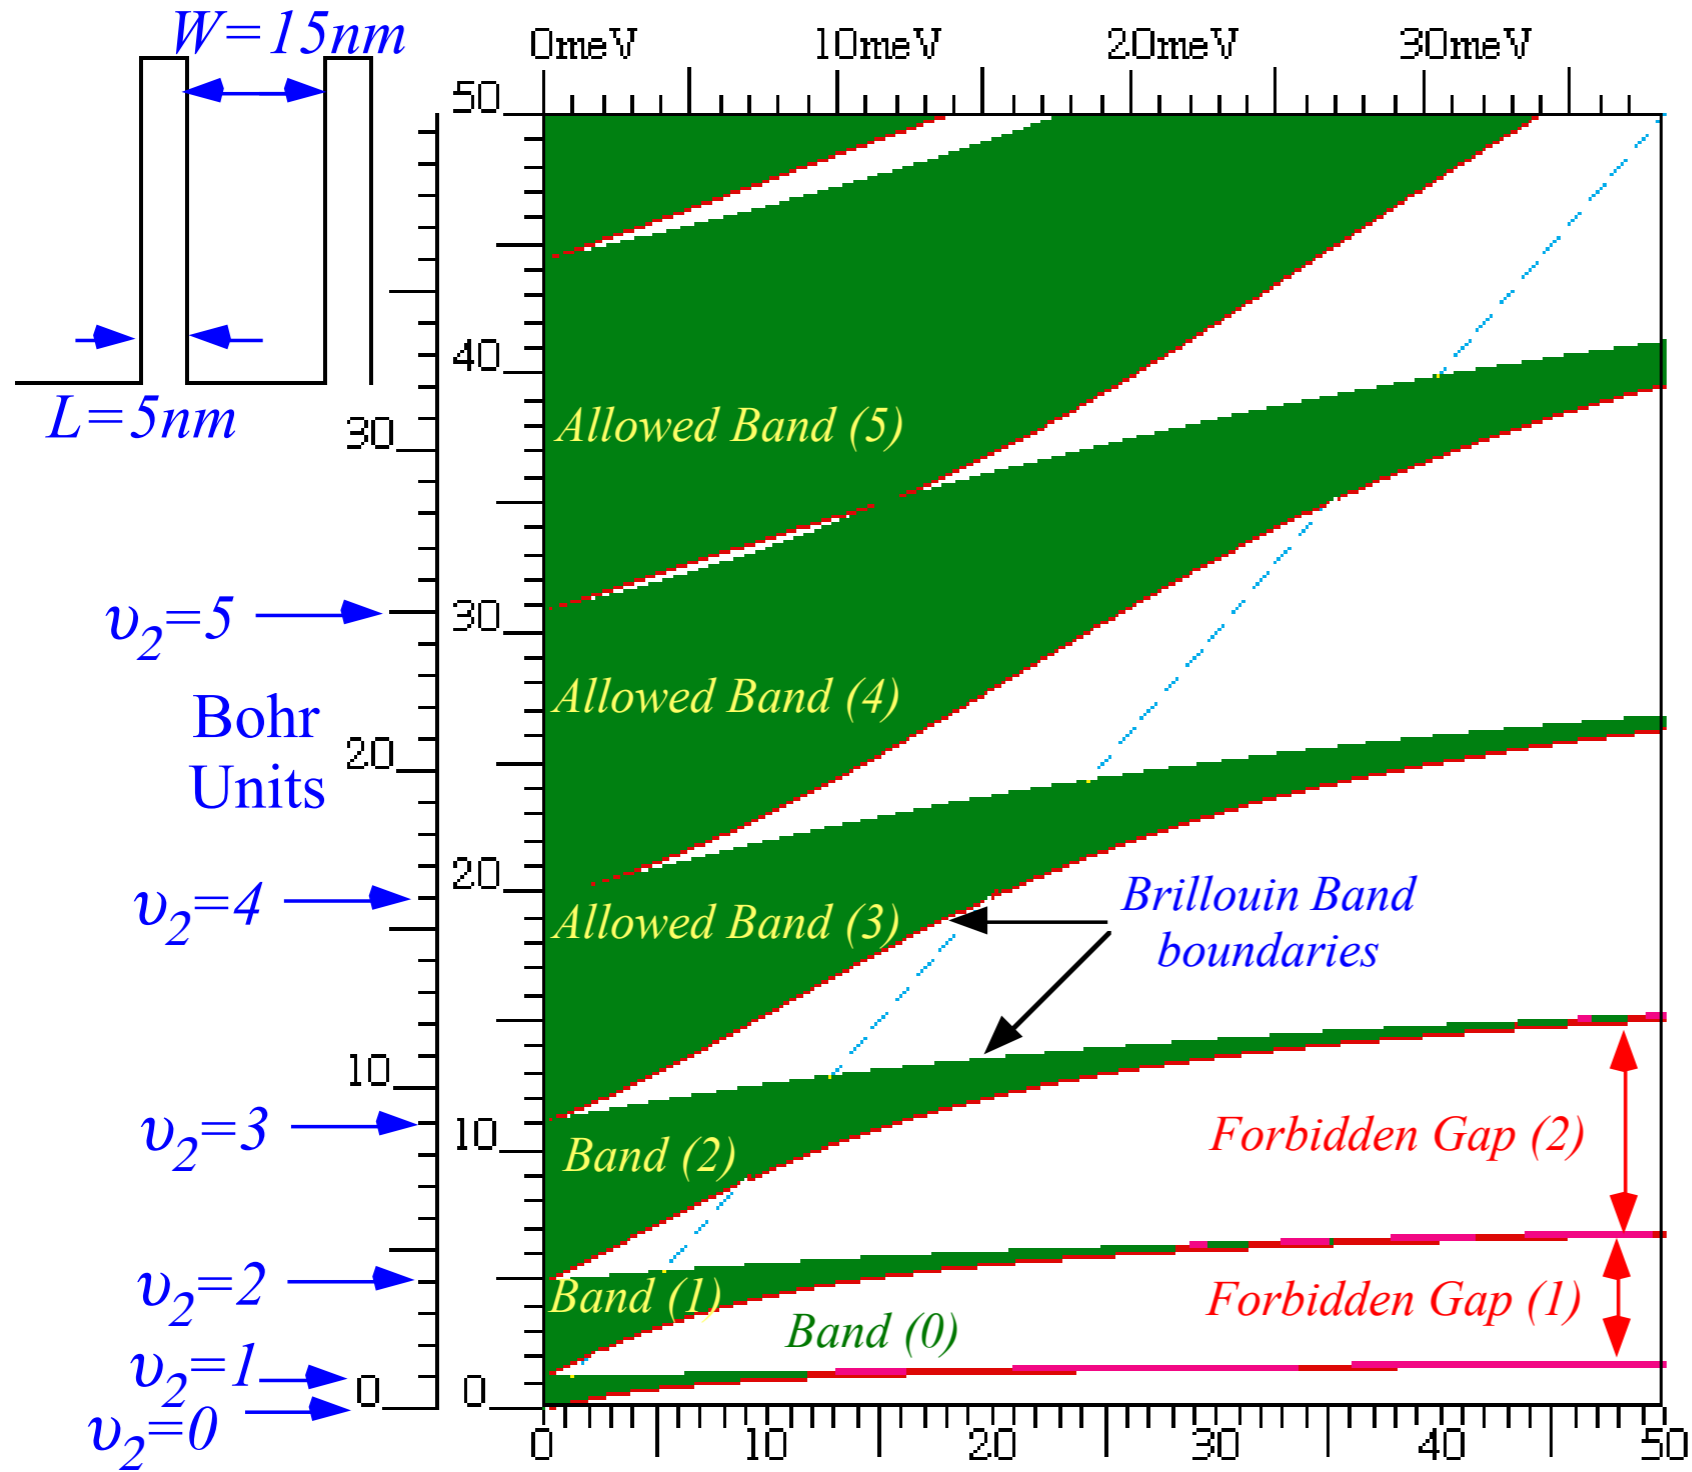 W=15nm
L=5nm
0meV 10meV 20meV 30meV
50
40
30
20
10
0
30
20
10
0
υ2=5
Bohr
Units
υ2=4
υ2=3
υ2=2
υ2=1
υ2=0
Allowed Band (5)
Allowed Band (4)
Allowed Band (3)
Brillouin Band
boundaries
Band (2)
Forbidden Gap (2)
Band (1)
Forbidden Gap (1)
Band (0)
0 10 20 30 40 50